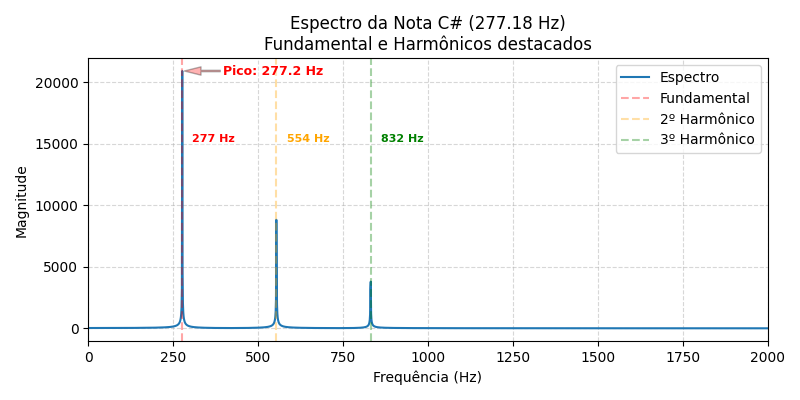 Espectro da Nota C# (277.18 Hz)
Fundamental e Harmônicos destacados
Pico: 277.2 Hz
277 Hz
554 Hz
832 Hz
Espectro
Fundamental
2º Harmônico
3º Harmônico
Magnitude
20000
15000
10000
5000
0
0
250
500
750
1000
1250
1500
1750
2000
Frequência (Hz)